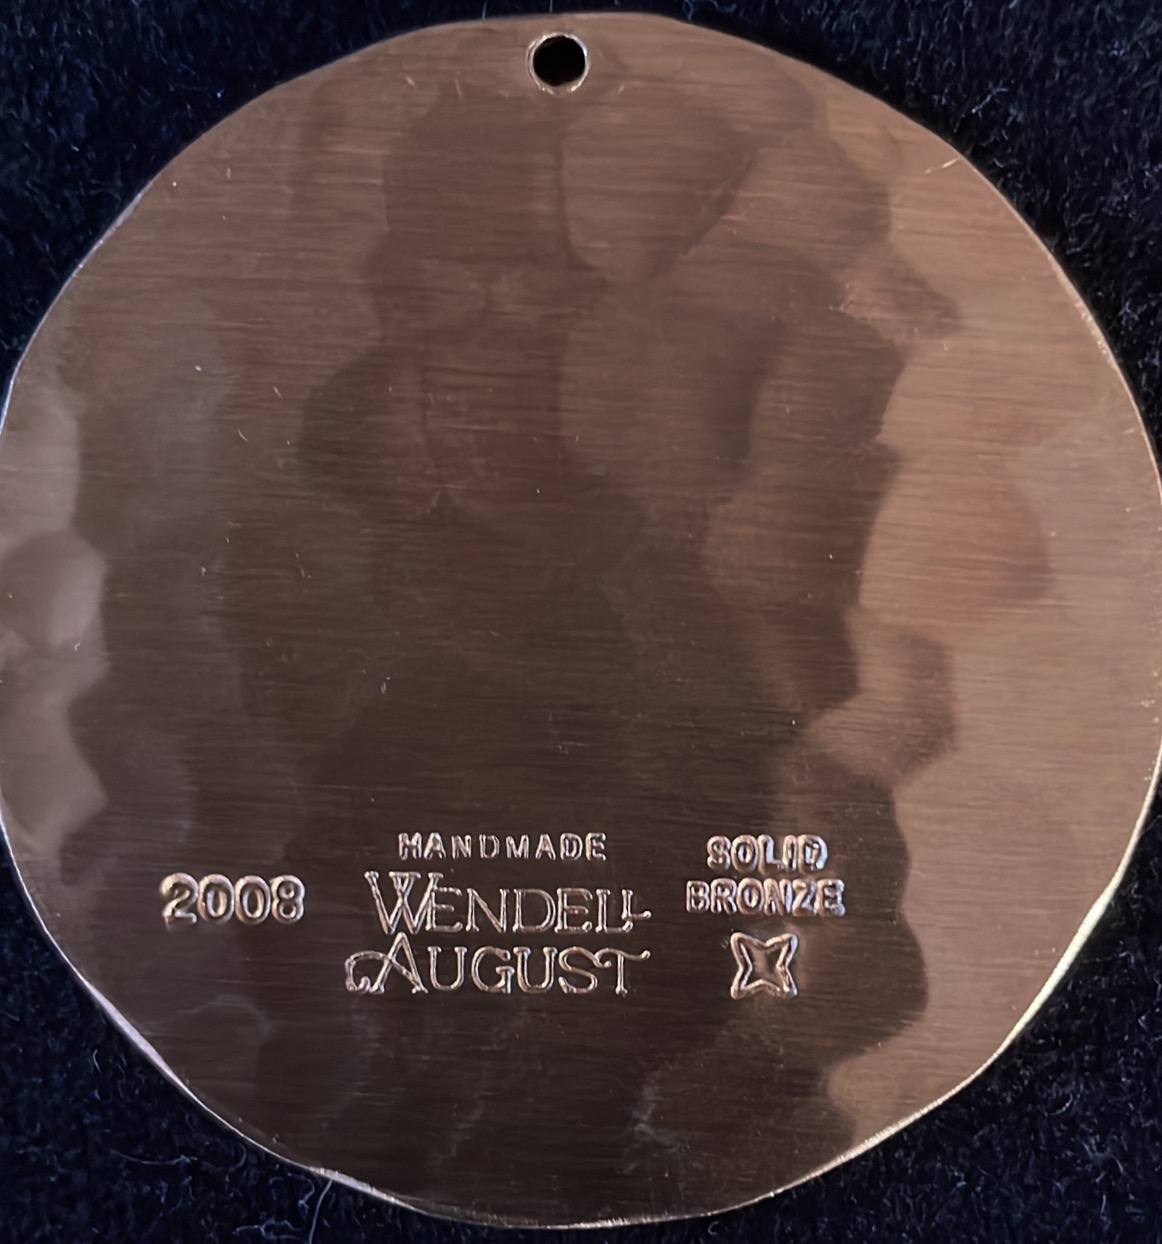 2008
HANDMADE
WENDELL
AUGUST
SOLID
BRONZE